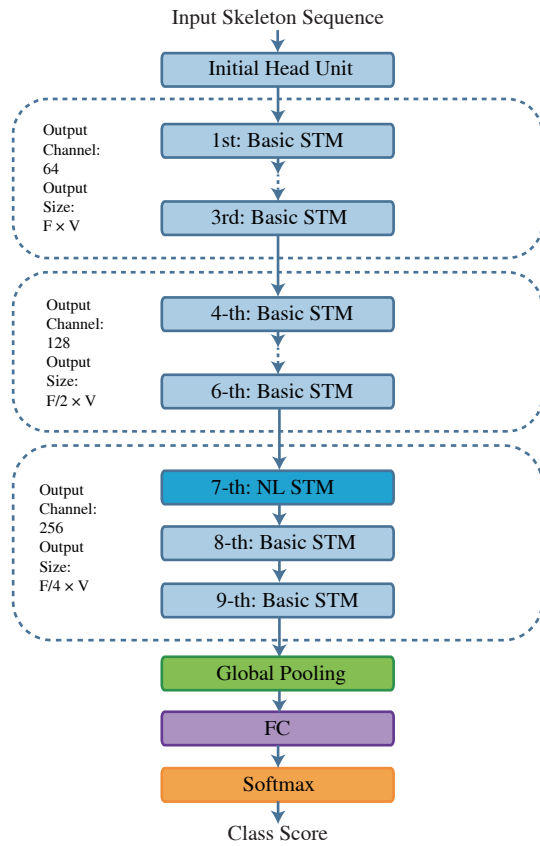 Input Skeleton Sequence
Initial Head Unit
Output
Channel:
64
Output
Size:
F × V
1st: Basic STM
3rd: Basic STM
Output
Channel:
128
Output
Size:
F/2 × V
4-th: Basic STM
6-th: Basic STM
Output
Channel:
256
Output
Size:
F/4 × V
7-th: NL STM
8-th: Basic STM
9-th: Basic STM
Global Pooling
FC
Softmax
Class Score